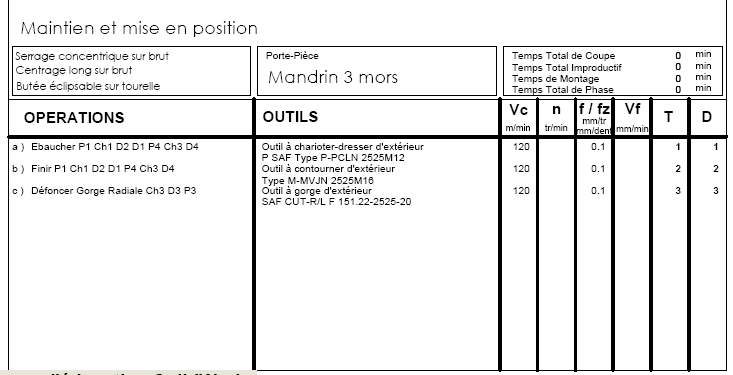 Maintien et mise en position
Serrage concentrique sur brut
Centrage long sur brut
Butée éclipsable sur tourelle
Porte-Pièce
Mandrin 3 mors
Temps Total de Coupe 0 min
Temps Total Improductif 0 min
Temps de Montage 0 min
Temps Total de Phase 0 min
OPERATIONS OUTILS Vc n f / fz Vf T D
m/min tr/min mm/tr mm/dent mm/min
a ) Ebaucher P1 Ch1 D2 D1 P4 Ch3 D4 Outil à charioter-dresser d'extérieur 120 0.1 1 1
P SAF Type P-PCLN 2525M12
b ) Finir P1 Ch1 D2 D1 P4 Ch3 D4 Outil à contourner d'extérieur 120 0.1 2 2
Type M-MVJN 2525M16
c ) Défoncer Gorge Radiale Ch3 D3 P3 Outil à gorge d'extérieur 120 0.1 3 3
SAF CUT-R/L F 151.22-2525-20